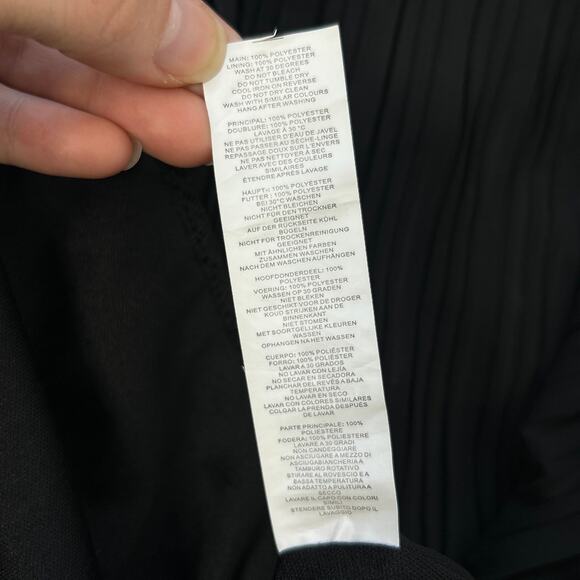 MAIN: 100% POLYESTER
LINING: 100% POLYESTER
WASH AT 30 DEGREES
DO NOT BLEACH
DO NOT TUMBLE DRY
COOL IRON ON REVERSE
DO NOT DRY CLEAN
WASH WITH SIMILAR COLOURS
HANG AFTER WASHING
PRINCIPAL: 100% POLYESTER
DOUBLURE: 100% POLYESTER
LAVAGE À 30 °C
NE PAS UTILISER D'EAU DE JAVEL
NE PAS PASSER AU SÈCHE-LINGE
REPASSAGE DOUX SUR L'ENVERS
NE PAS NETTOYER À SEC
LAVER AVEC DES COULEURS
SIMILAIRES
ÉTENDRE APRÈS LAVAGE
HAUPT: 100% POLYESTER
FUTTER : 100% POLYESTER
BEI 30°C WASCHEN
NICHT BLEICHEN
NICHT FÜR DEN TROCKNER
GEEIGNET
AUF DER RÜCKSEITE KÜHL
BÜGELN
NICHT FÜR TROCKENREINIGUNG
GEEIGNET
MIT ÄHNLICHEN FARBEN
ZUSAMMEN WASCHEN
NACH DEM WASCHEN AUFHÄNGEN
HOOFDONDERDEEL: 100%
POLYESTER
VOERING: 100% POLYESTER
WASSEN OP 30 GRADEN
NIET BLEKEN
NIET GESCHIKT VOOR DE DROGER
KOUD STRIJKEN AAN DE
BINNENKANT
NIET STOMEN
MET SOORTGELIJKE KLEUREN
WASSEN
OPHANGEN NA HET WASSEN
CUERPO: 100% POLIÉSTER
FORRO: 100% POLIÉSTER
LAVAR A 30 GRADOS
NO LAVAR CON LEJÍA
NO SECAR EN SECADORA
PLANCHAR DEL REVÉS A BAJA
TEMPERATURA
NO LAVAR EN SECO
LAVAR CON COLORES SIMILARES
COLGAR LA PRENDA DESPUÉS
DE LAVAR
PARTE PRINCIPALE: 100%
POLIESTERE
FODERA: 100% POLIESTERE
LAVARE A 30 GRADI
NON CANDEGGIARE
NON ASCIUGARE A MEZZO DI
ASCIUGABIANCHERIA A
TAMBURO ROTATIVO
STIRARE AL ROVESCIO E A
BASSA TEMPERATURA
NON ADATTO A PULITURA A
SECCO
LAVARE IL CAPO CON COLORI
SIMILI
STENDERE SUBITO DOPO IL
LAVAGGIO